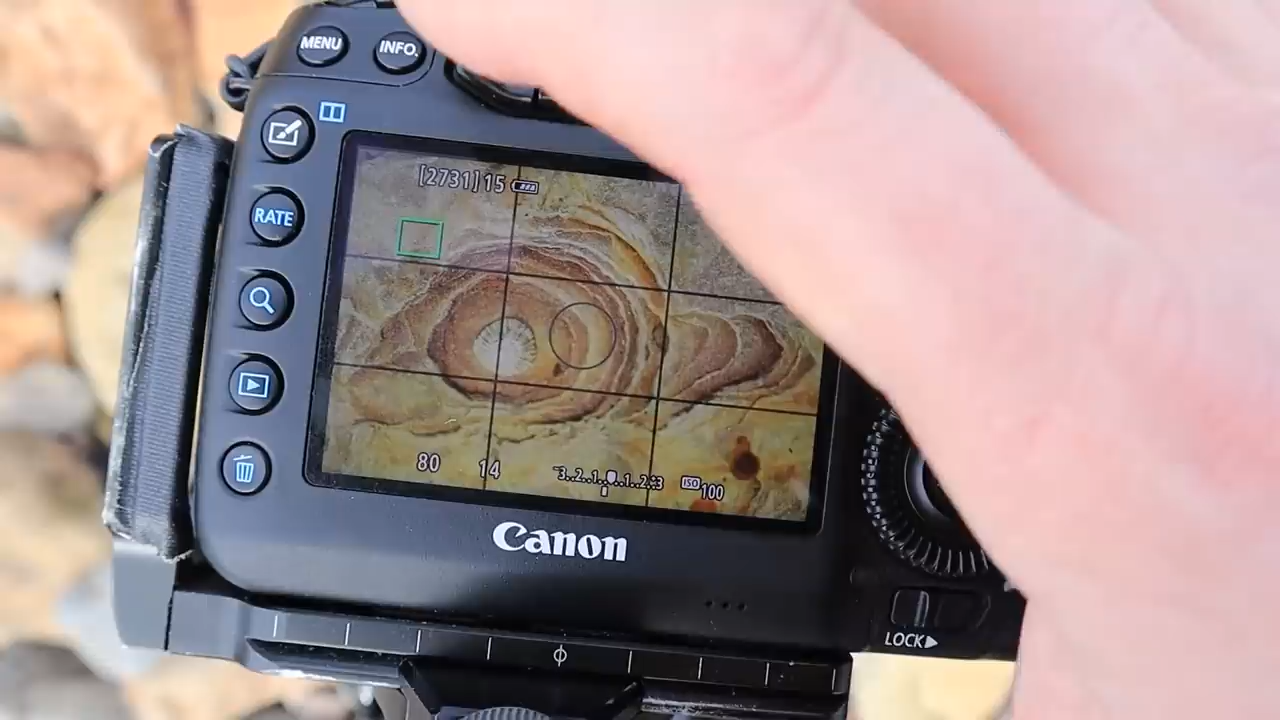 MENU
INFO.
[2731] 15
RATE
80 14 -3..2..1..0..1..2..+3 ISO 100
Canon
LOCK▶